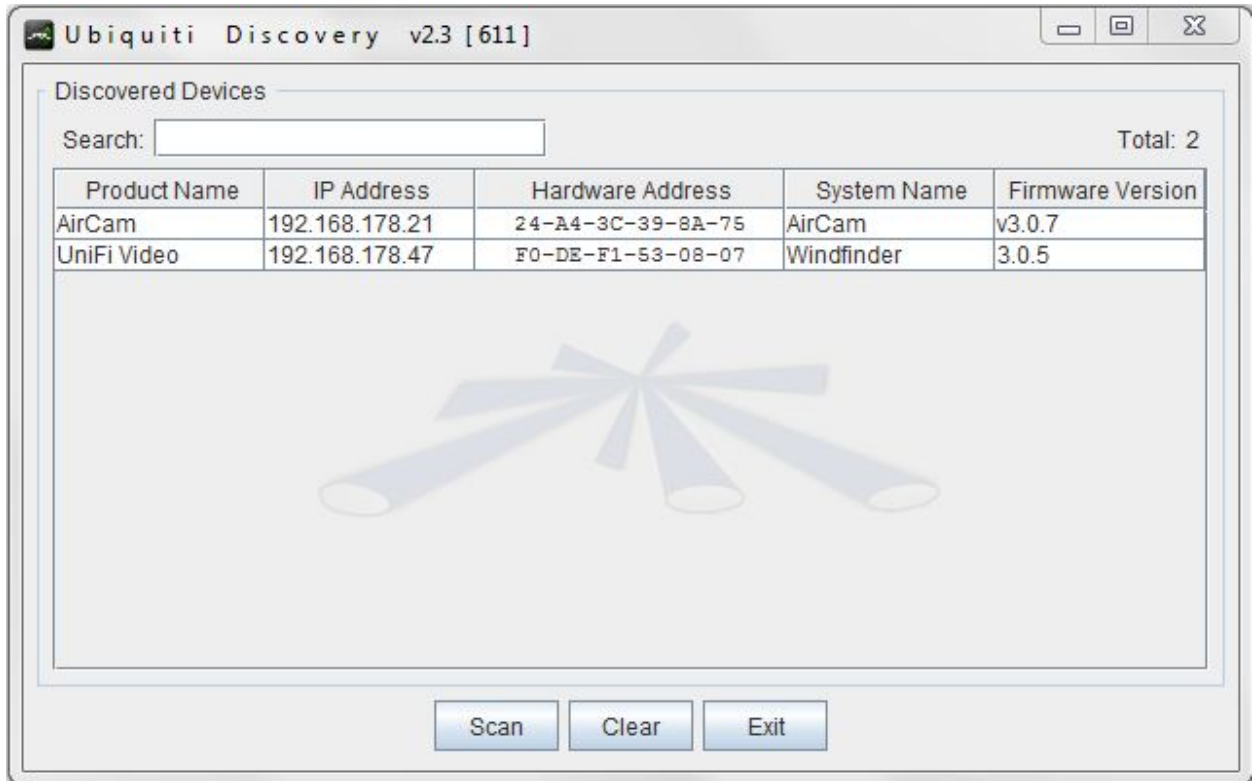 Ubiquiti Discovery v2.3 [611]
Discovered Devices
Search: Total: 2
Product Name IP Address Hardware Address System Name Firmware Version
AirCam 192.168.178.21 24-A4-3C-39-8A-75 AirCam v3.0.7
UniFi Video 192.168.178.47 F0-DE-F1-53-08-07 Windfinder 3.0.5
Scan Clear Exit